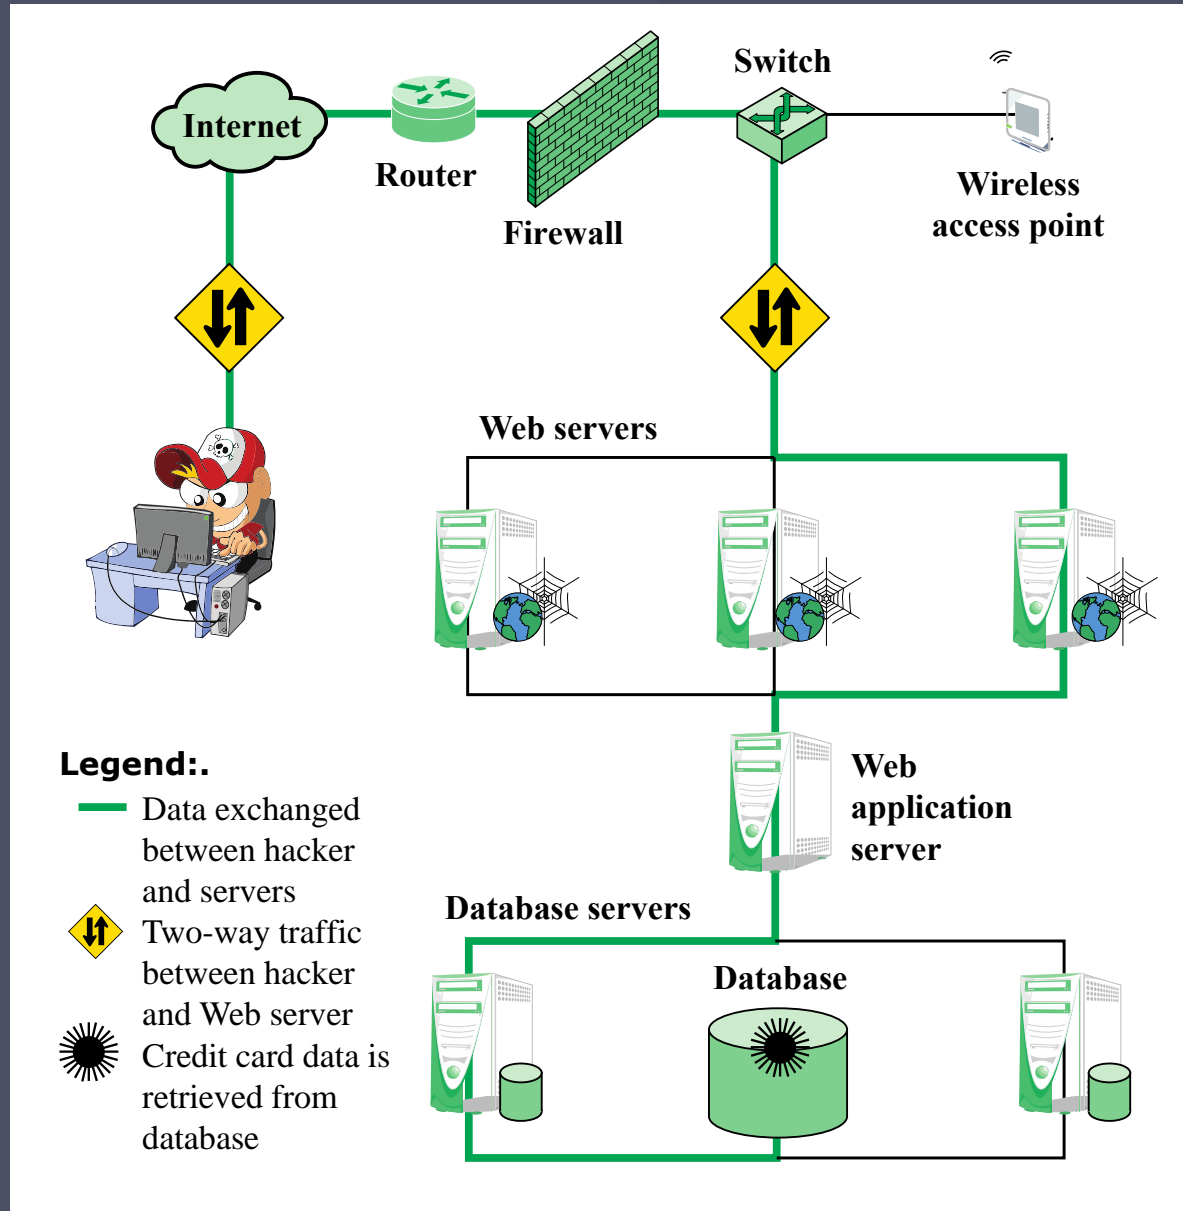 Switch
Internet
Router
Firewall
Wireless
access point
Web servers
Web
application
server
Database servers
Database
Legend:.
Data exchanged
between hacker
and servers
Two-way traffic
between hacker
and Web server
Credit card data is
retrieved from
database